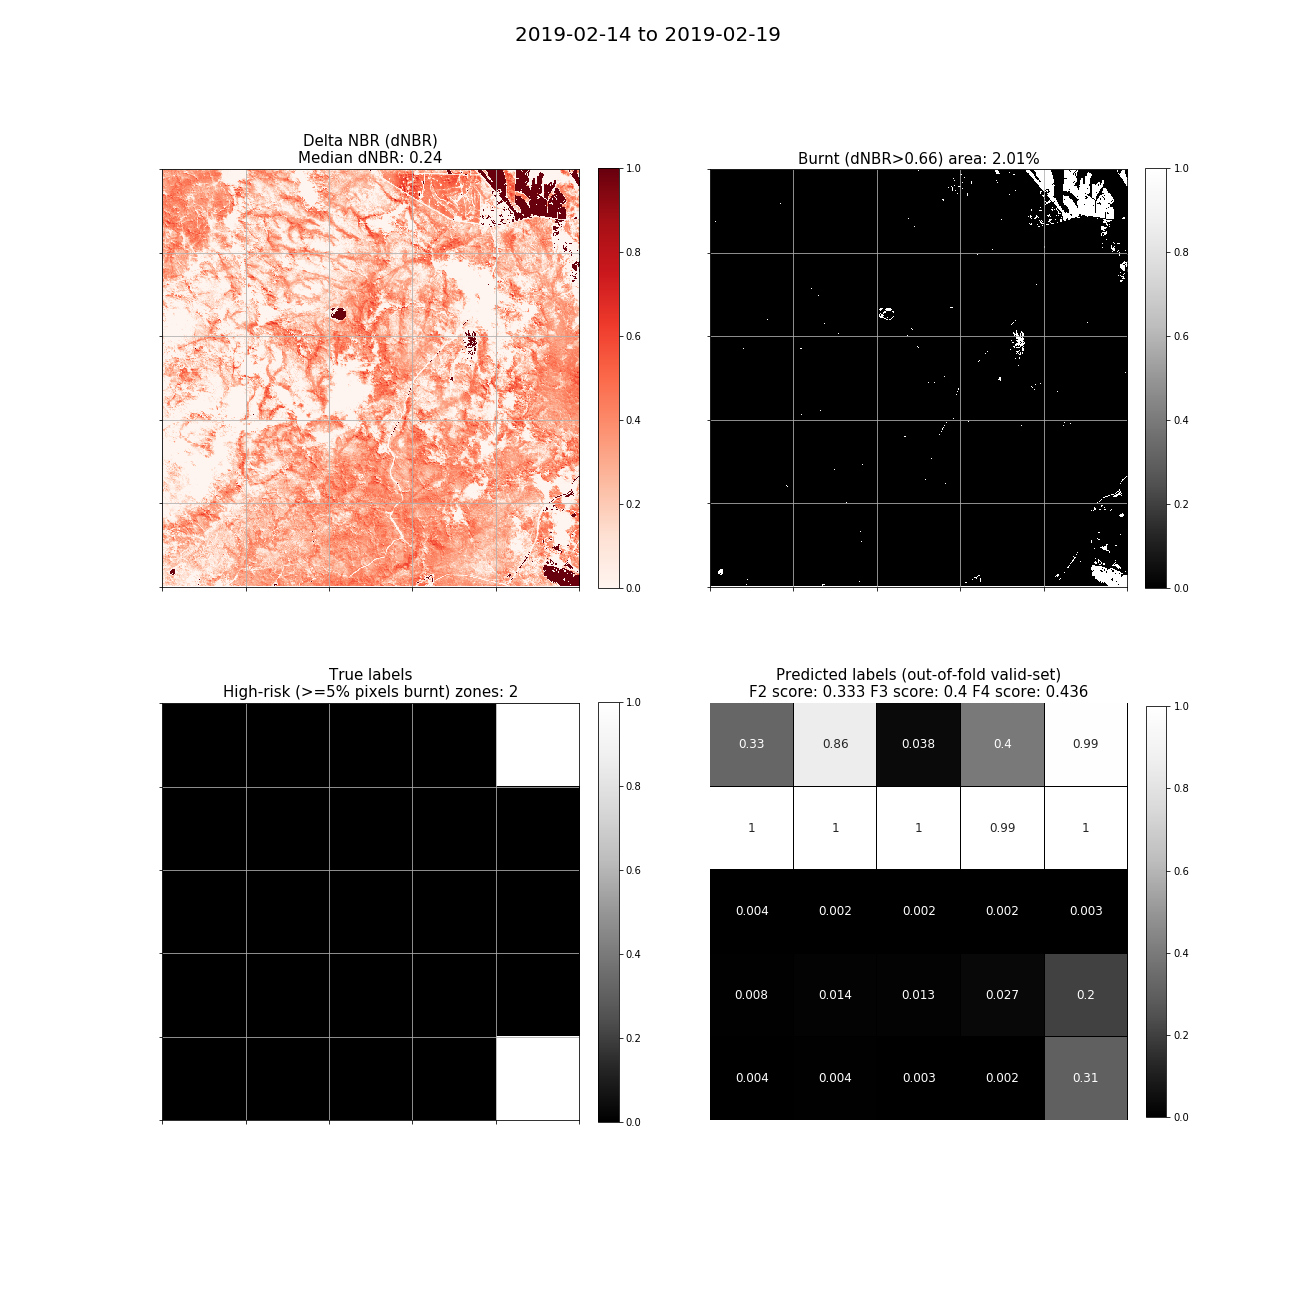 2019-02-14 to 2019-02-19
Delta NBR (dNBR)
Median dNBR: 0.24
1.0
0.8
0.6
0.4
0.2
0.0
Burnt (dNBR>0.66) area: 2.01%
1.0
0.8
0.6
0.4
0.2
0.0
True labels
High-risk (>=5% pixels burnt) zones: 2
1.0
0.8
0.6
0.4
0.2
0.0
Predicted labels (out-of-fold valid-set)
F2 score: 0.333 F3 score: 0.4 F4 score: 0.436
0.33 0.86 0.038 0.4 0.99
1 1 1 0.99 1
0.004 0.002 0.002 0.002 0.003
0.008 0.014 0.013 0.027 0.2
0.004 0.004 0.003 0.002 0.31
1.0
0.8
0.6
0.4
0.2
0.0